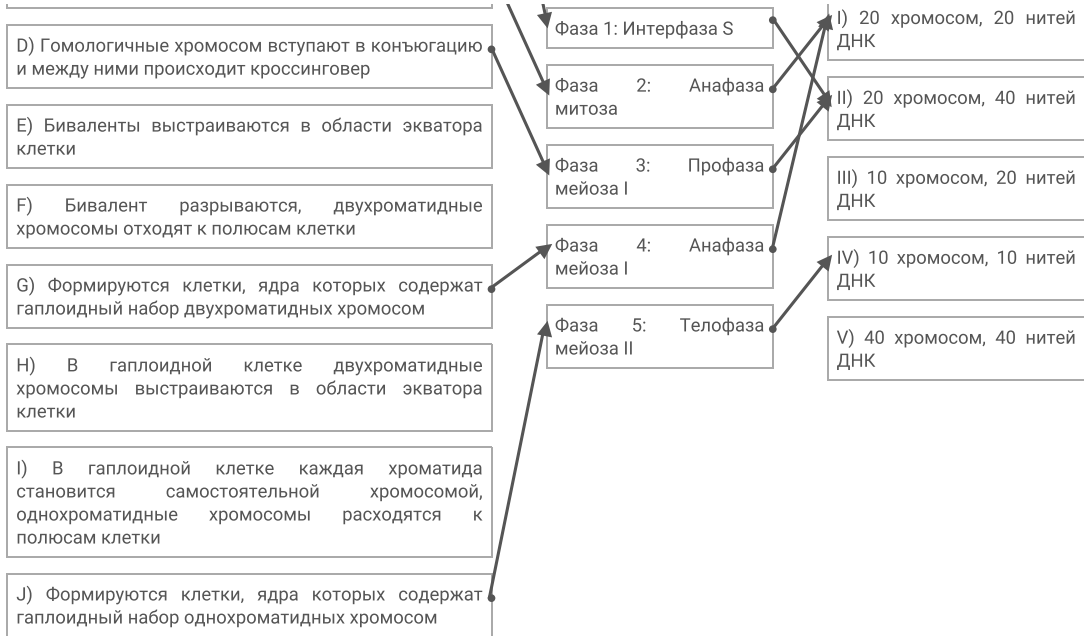 D) Гомологичные хромосом вступают в конъюгацию
и между ними происходит кроссинговер
E) Биваленты выстраиваются в области экватора
клетки
F) Бивалент разрываются, двухроматидные
хромосомы отходят к полюсам клетки
G) Формируются клетки, ядра которых содержат
гаплоидный набор двухроматидных хромосом
H) В гаплоидной клетке двухроматидные
хромосомы выстраиваются в области экватора
клетки
I) В гаплоидной клетке каждая хроматида
становится самостоятельной хромосомой,
однохроматидные хромосомы расходятся к
полюсам клетки
J) Формируются клетки, ядра которых содержат
гаплоидный набор однохроматидных хромосом
Фаза 1: Интерфаза S
Фаза 2: Анафаза
митоза
Фаза 3: Профаза
мейоза I
Фаза 4: Анафаза
мейоза I
Фаза 5: Телофаза
мейоза II
I) 20 хромосом, 20 нитей
ДНК
II) 20 хромосом, 40 нитей
ДНК
III) 10 хромосом, 20 нитей
ДНК
IV) 10 хромосом, 10 нитей
ДНК
V) 40 хромосом, 40 нитей
ДНК